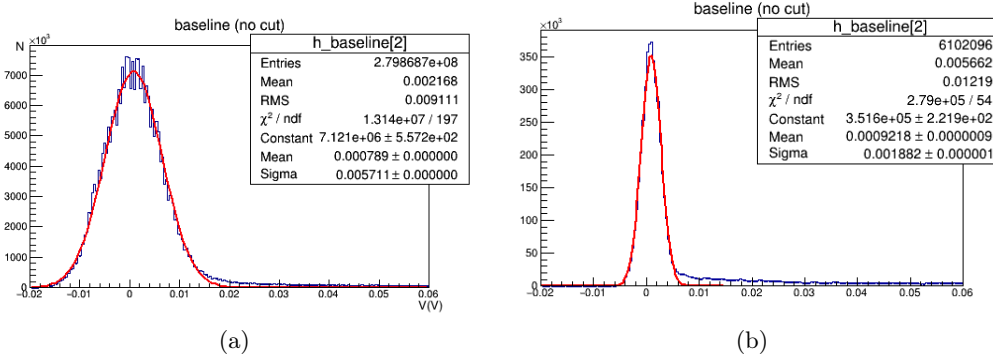 baseline (no cut)
×10³
N
h_baseline[2]
Entries 2.798687e+08
Mean 0.002168
RMS 0.009111
χ² / ndf 1.314e+07 / 197
Constant 7.121e+06 ± 5.572e+02
Mean 0.000789 ± 0.000000
Sigma 0.005711 ± 0.000000
7000
6000
5000
4000
3000
2000
1000
0
−0.02 −0.01 0 0.01 0.02 0.03 0.04 0.05 0.06
V(V)
(a)
baseline (no cut)
×10³
h_baseline[2]
Entries 6102096
Mean 0.005662
RMS 0.01219
χ² / ndf 2.79e+05 / 54
Constant 3.516e+05 ± 2.219e+02
Mean 0.0009218 ± 0.0000009
Sigma 0.001882 ± 0.000001
350
300
250
200
150
100
50
0
−0.02 −0.01 0 0.01 0.02 0.03 0.04 0.05 0.06
(b)